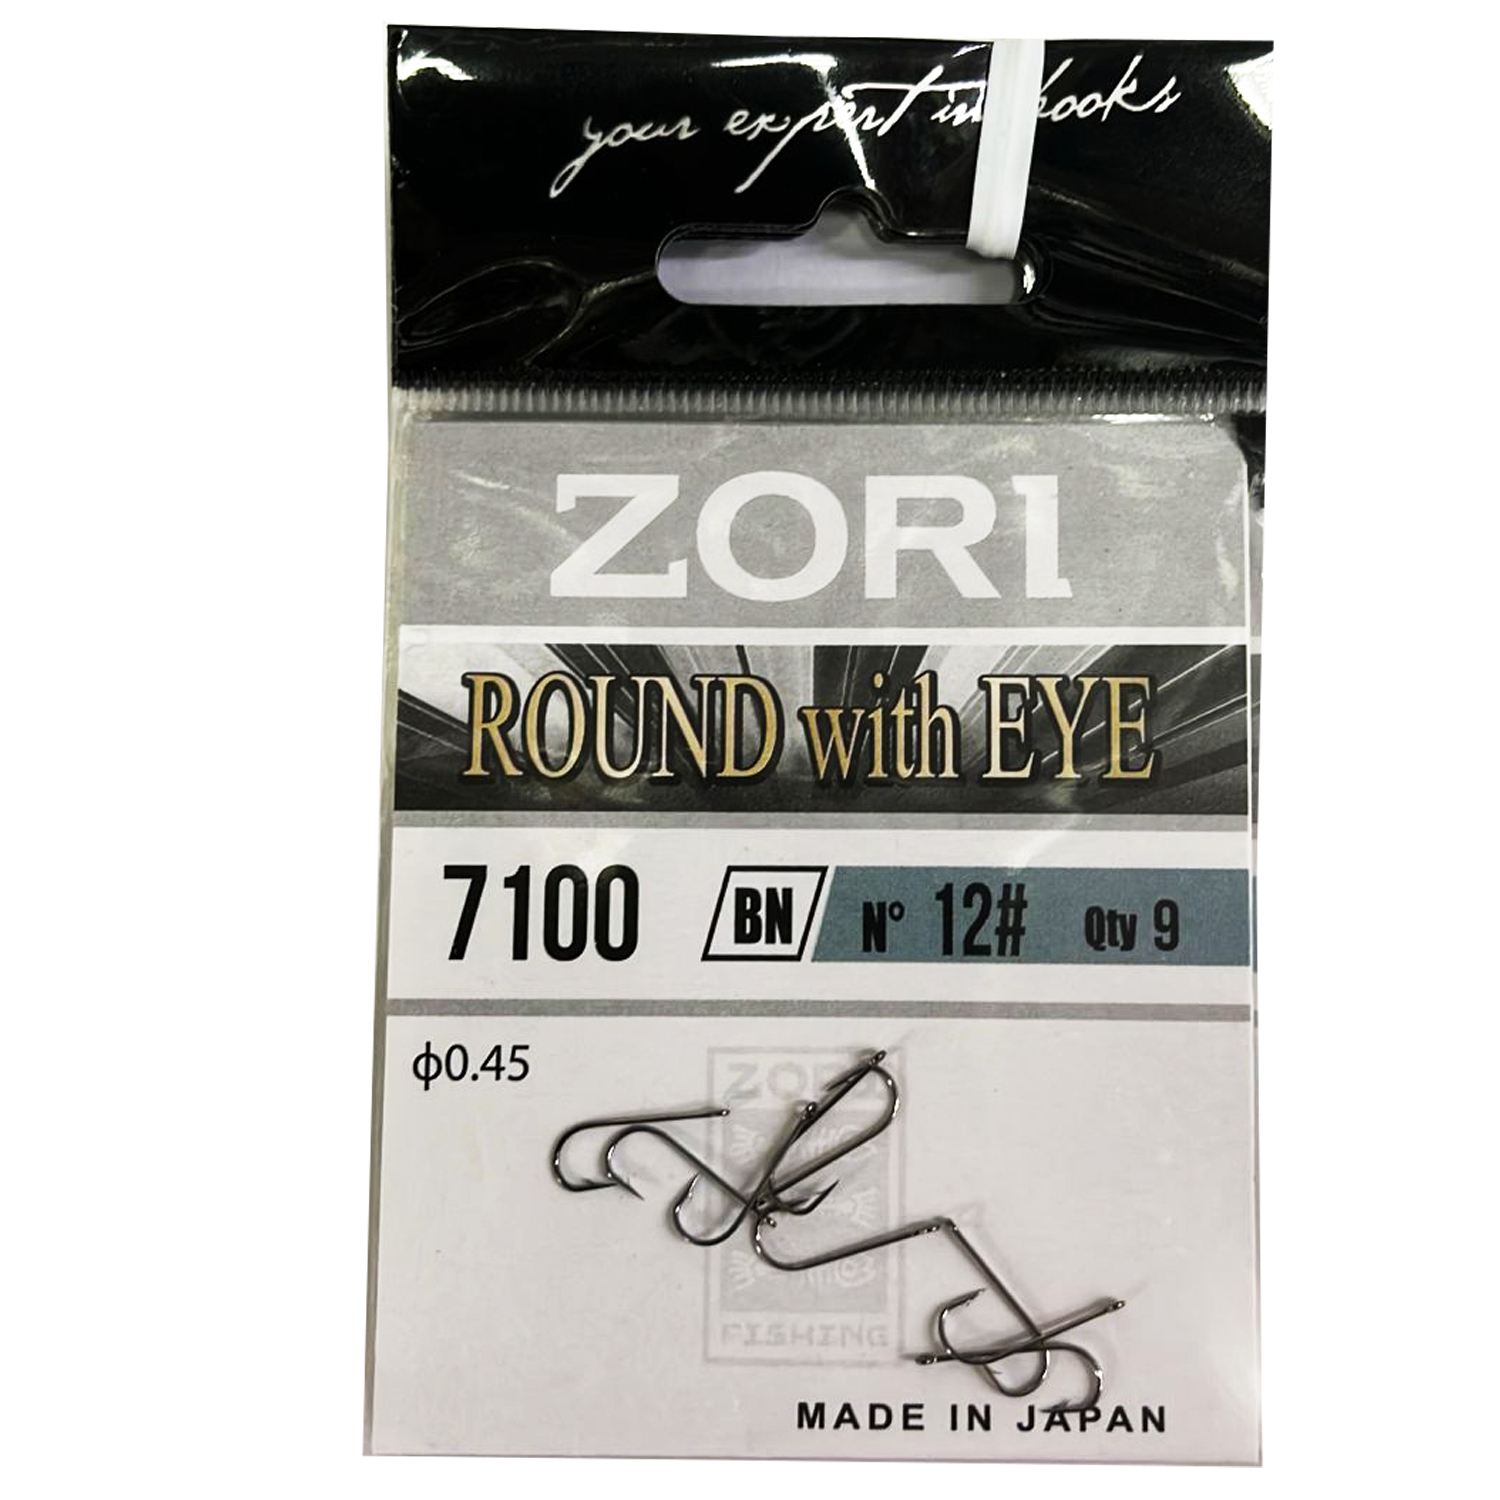 your expert in hooks
ZORI
ROUND with EYE
7100 BN N° 12# Qty 9
ϕ0.45
ZORI
FISHING
MADE IN JAPAN